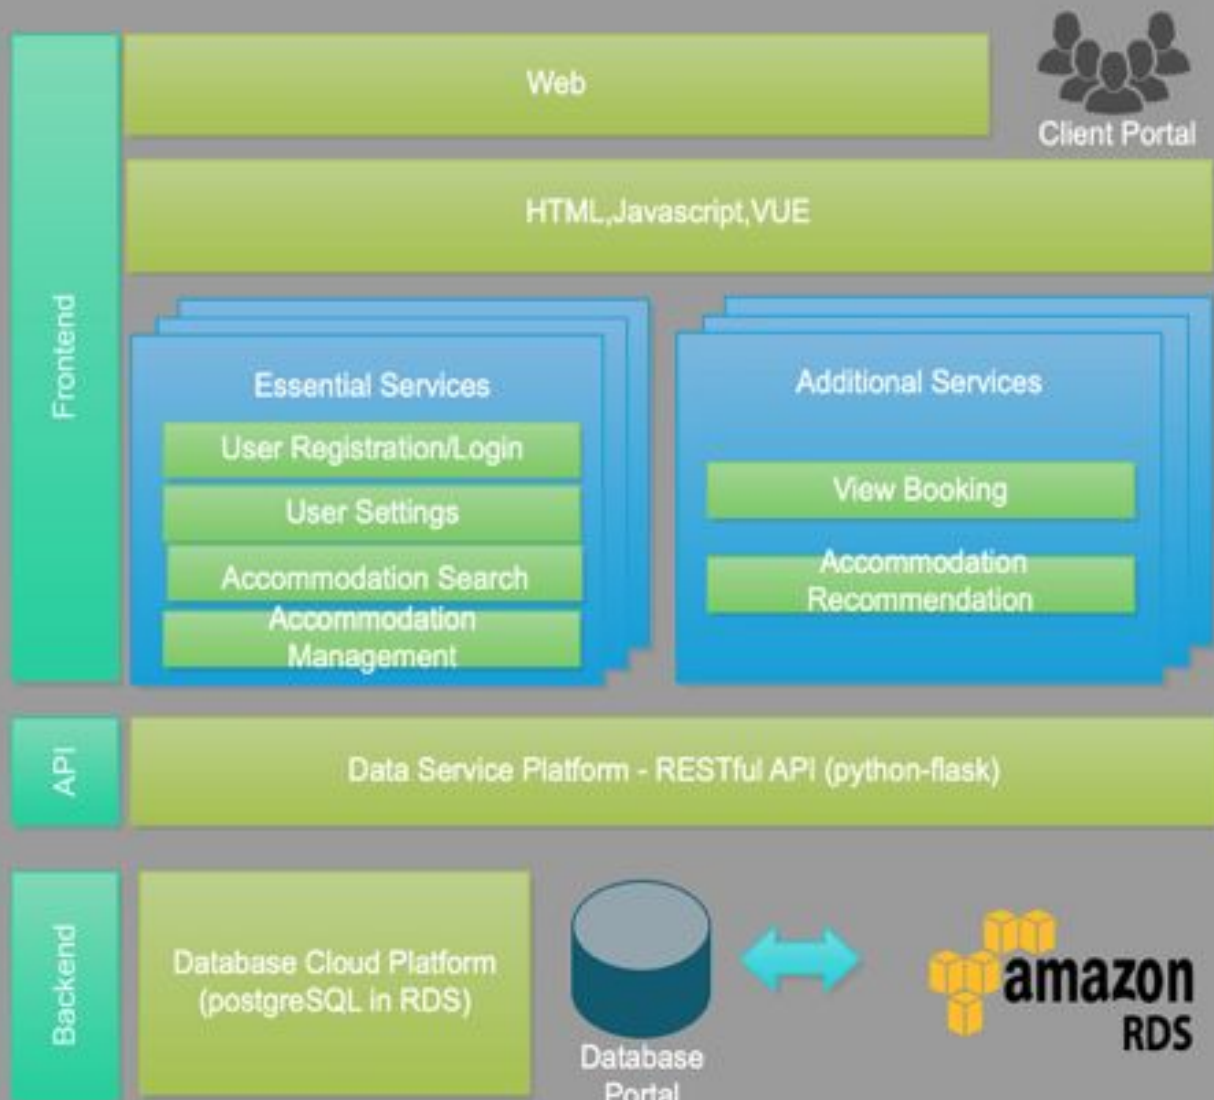 Web
Client Portal
HTML,Javascript,VUE
Frontend
Essential Services
User Registration/Login
User Settings
Accommodation Search
Accommodation
Management
Additional Services
View Booking
Accommodation
Recommendation
API
Data Service Platform - RESTful API (python-flask)
Backend
Database Cloud Platform
(postgreSQL in RDS)
Database
Portal
amazon
RDS